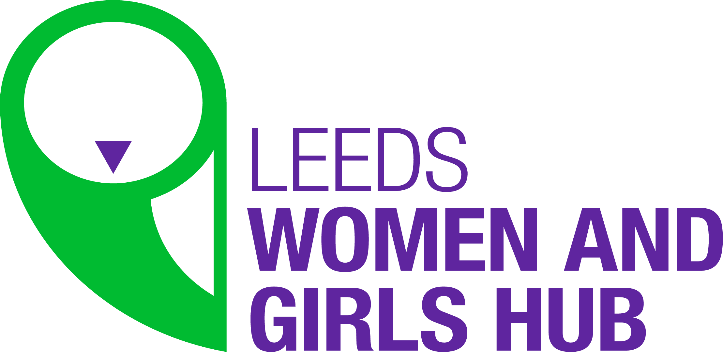 LEEDS
WOMEN AND
GIRLS HUB